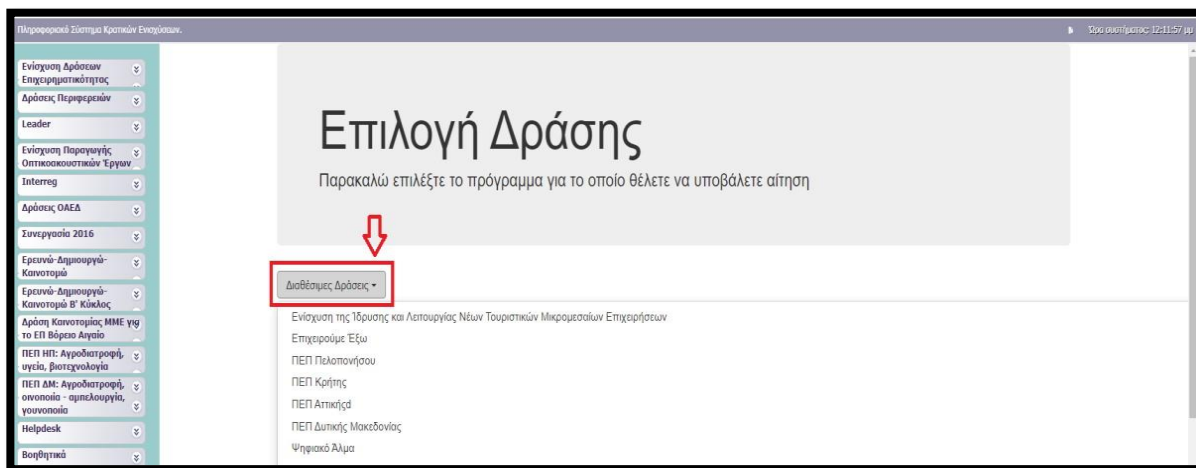 Πληροφοριακό Σύστημα Κρατικών Ενισχύσεων.
Ώρα συστήματος: 12:11:57 μμ
Ενίσχυση Δράσεων
Επιχειρηματικότητας
Δράσεις Περιφερειών
Leader
Ενίσχυση Παραγωγής
Οπτικοακουστικών Έργων
Interreg
Δράσεις ΟΑΕΔ
Συνεργασία 2016
Ερευνώ-Δημιουργώ-
Καινοτομώ
Ερευνώ-Δημιουργώ-
Καινοτομώ Β' Κύκλος
Δράση Καινοτομίας ΜΜΕ για
το ΕΠ Βόρειο Αιγαίο
ΠΕΠ ΗΠ: Αγροδιατροφή,
υγεία, βιοτεχνολογία
ΠΕΠ ΔΜ: Αγροδιατροφή,
οινοποιία - αμπελουργία,
γουνοποιία
Helpdesk
Βοηθητικά
Επιλογή Δράσης
Παρακαλώ επιλέξτε το πρόγραμμα για το οποίο θέλετε να υποβάλετε αίτηση
Διαθέσιμες Δράσεις
Ενίσχυση της Ίδρυσης και Λειτουργίας Νέων Τουριστικών Μικρομεσαίων Επιχειρήσεων
Επιχειρούμε Έξω
ΠΕΠ Πελοπονήσου
ΠΕΠ Κρήτης
ΠΕΠ Αττικήςd
ΠΕΠ Δυτικής Μακεδονίας
Ψηφιακό Άλμα